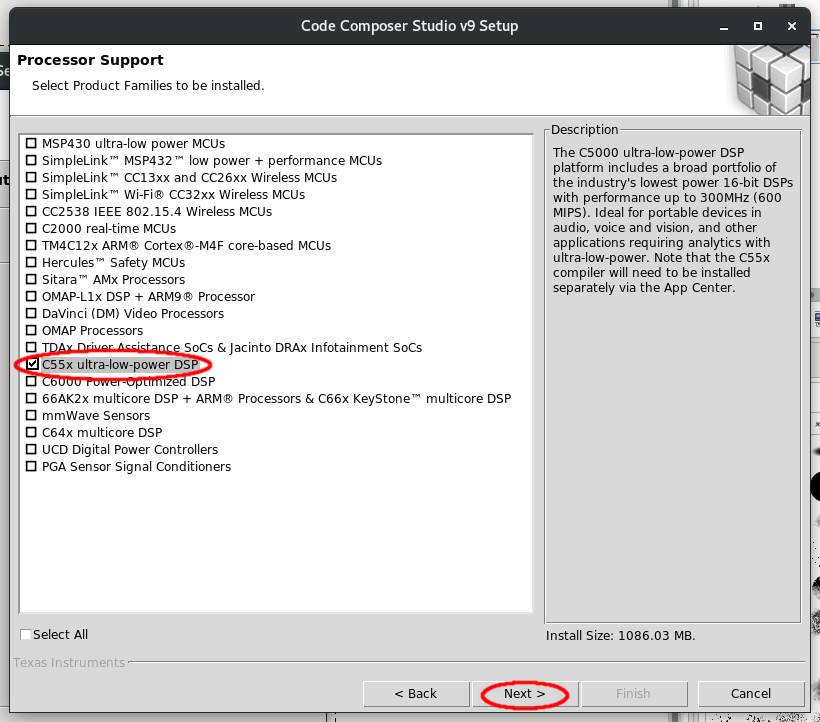 Code Composer Studio v9 Setup
Processor Support
Select Product Families to be installed.
MSP430 ultra-low power MCUs
SimpleLink™ MSP432™ low power + performance MCUs
SimpleLink™ CC13xx and CC26xx Wireless MCUs
SimpleLink™ Wi-Fi® CC32xx Wireless MCUs
CC2538 IEEE 802.15.4 Wireless MCUs
C2000 real-time MCUs
TM4C12x ARM® Cortex®-M4F core-based MCUs
Hercules™ Safety MCUs
Sitara™ AMx Processors
OMAP-L1x DSP + ARM9® Processor
DaVinci (DM) Video Processors
OMAP Processors
TDAx Driver Assistance SoCs & Jacinto DRAx Infotainment SoCs
C55x ultra-low-power DSP
C6000 Power-Optimized DSP
66AK2x multicore DSP + ARM® Processors & C66x KeyStone™ multicore DSP
mmWave Sensors
C64x multicore DSP
UCD Digital Power Controllers
PGA Sensor Signal Conditioners
Description
The C5000 ultra-low-power DSP
platform includes a broad portfolio of
the industry's lowest power 16-bit DSPs
with performance up to 300MHz (600
MIPS). Ideal for portable devices in
audio, voice and vision, and other
applications requiring analytics with
ultra-low-power. Note that the C55x
compiler will need to be installed
separately via the App Center.
Select All
Install Size: 1086.03 MB.
Texas Instruments
< Back
Next >
Finish
Cancel